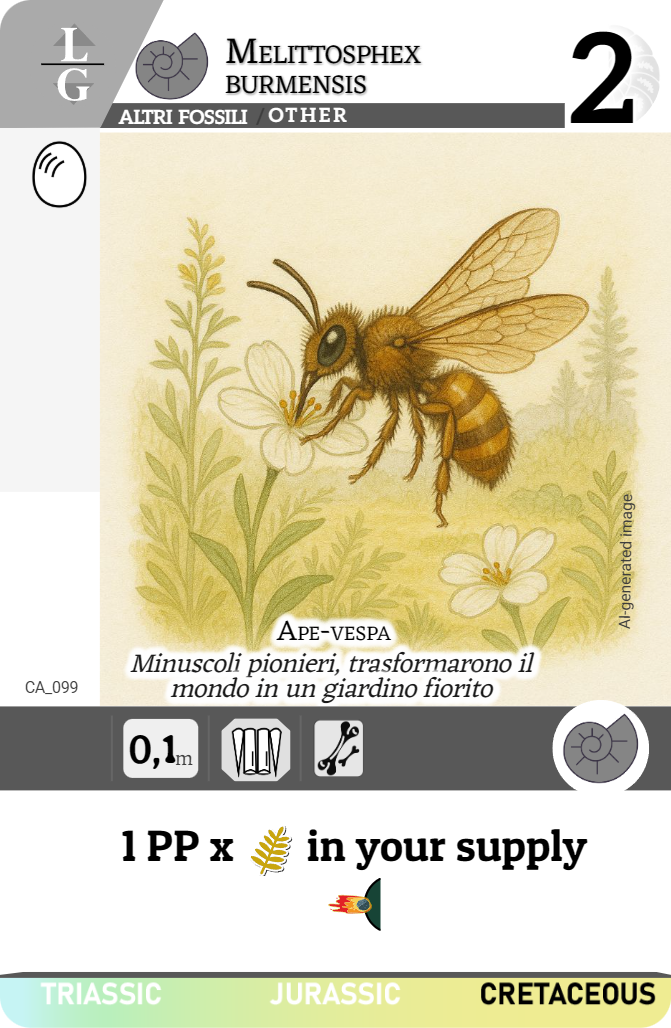 L
G
MELITTOSPHEX
BURMENSIS
2
ALTRI FOSSILI / OTHER
AI-generated image
APE-VESPA
Minuscoli pionieri, trasformarono il
mondo in un giardino fiorito
CA_099
0,1m
1 PP x in your supply
TRIASSIC JURASSIC CRETACEOUS